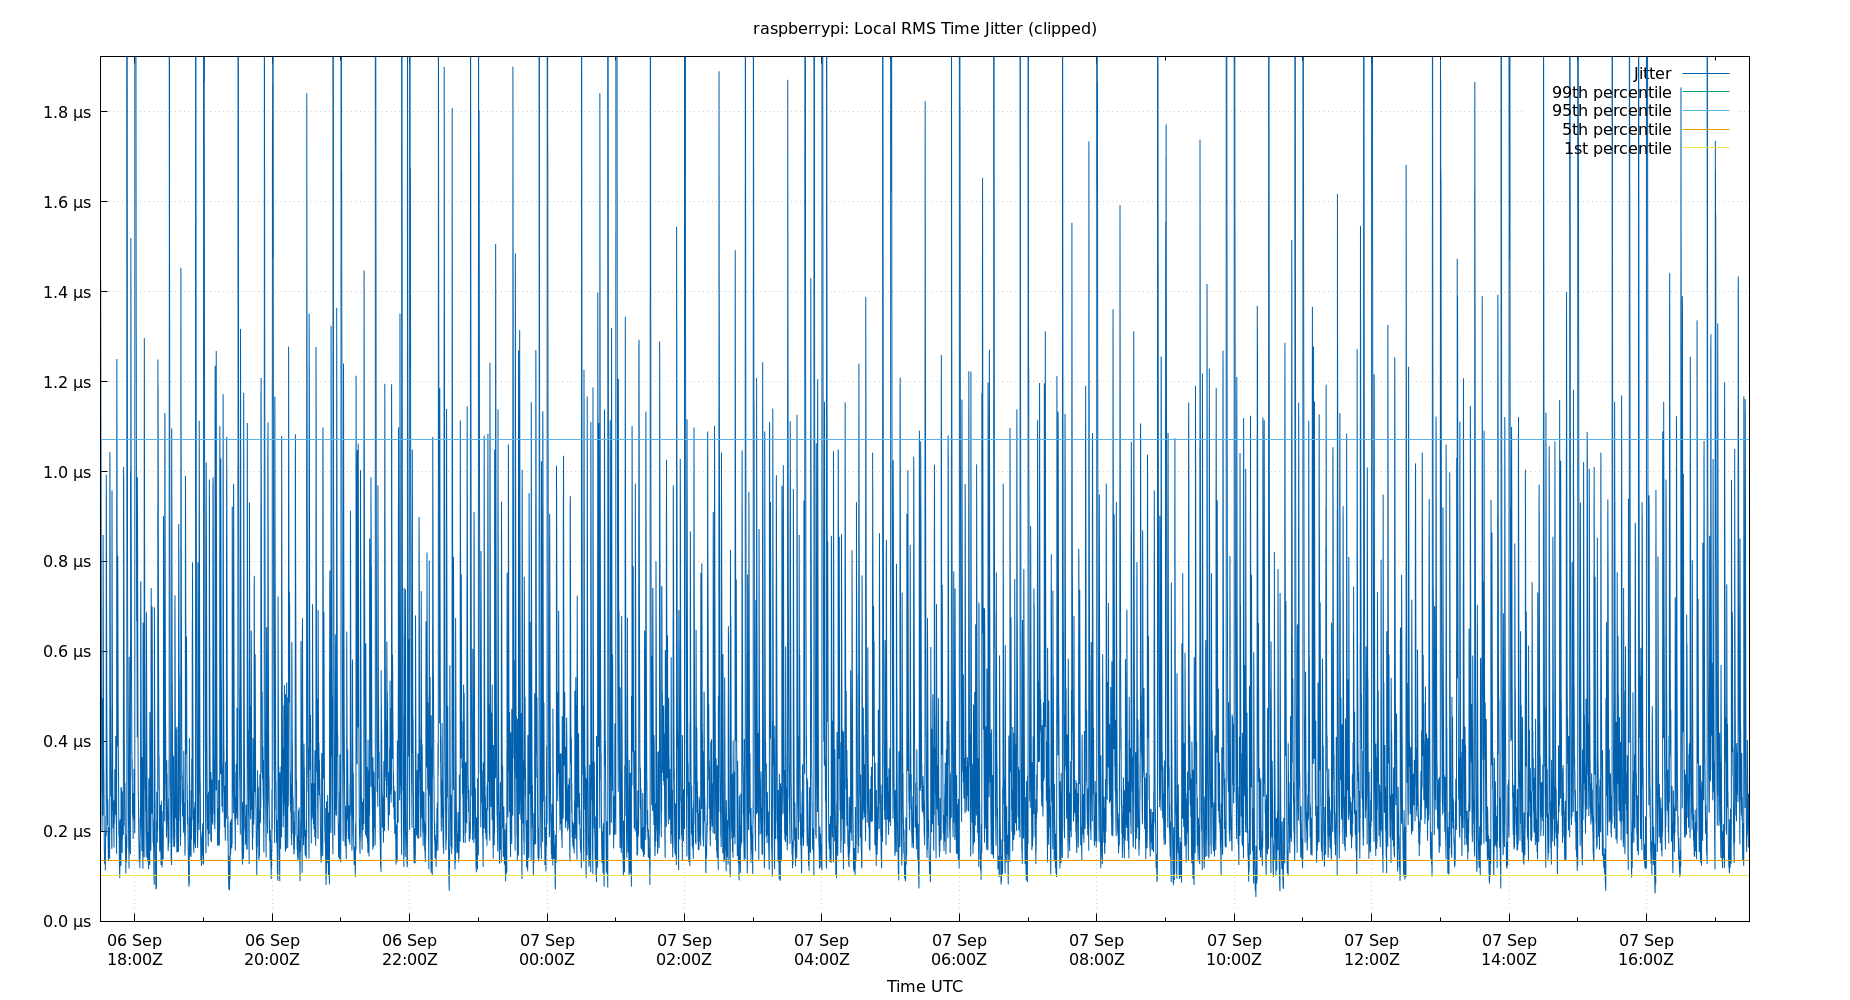 raspberrypi: Local RMS Time Jitter (clipped)
Jitter
99th percentile
95th percentile
5th percentile
1st percentile
1.8 µs
1.6 µs
1.4 µs
1.2 µs
1.0 µs
0.8 µs
0.6 µs
0.4 µs
0.2 µs
0.0 µs
06 Sep 06 Sep 06 Sep 07 Sep 07 Sep 07 Sep 07 Sep 07 Sep 07 Sep 07 Sep 07 Sep 07 Sep
18:00Z 20:00Z 22:00Z 00:00Z 02:00Z 04:00Z 06:00Z 08:00Z 10:00Z 12:00Z 14:00Z 16:00Z
Time UTC